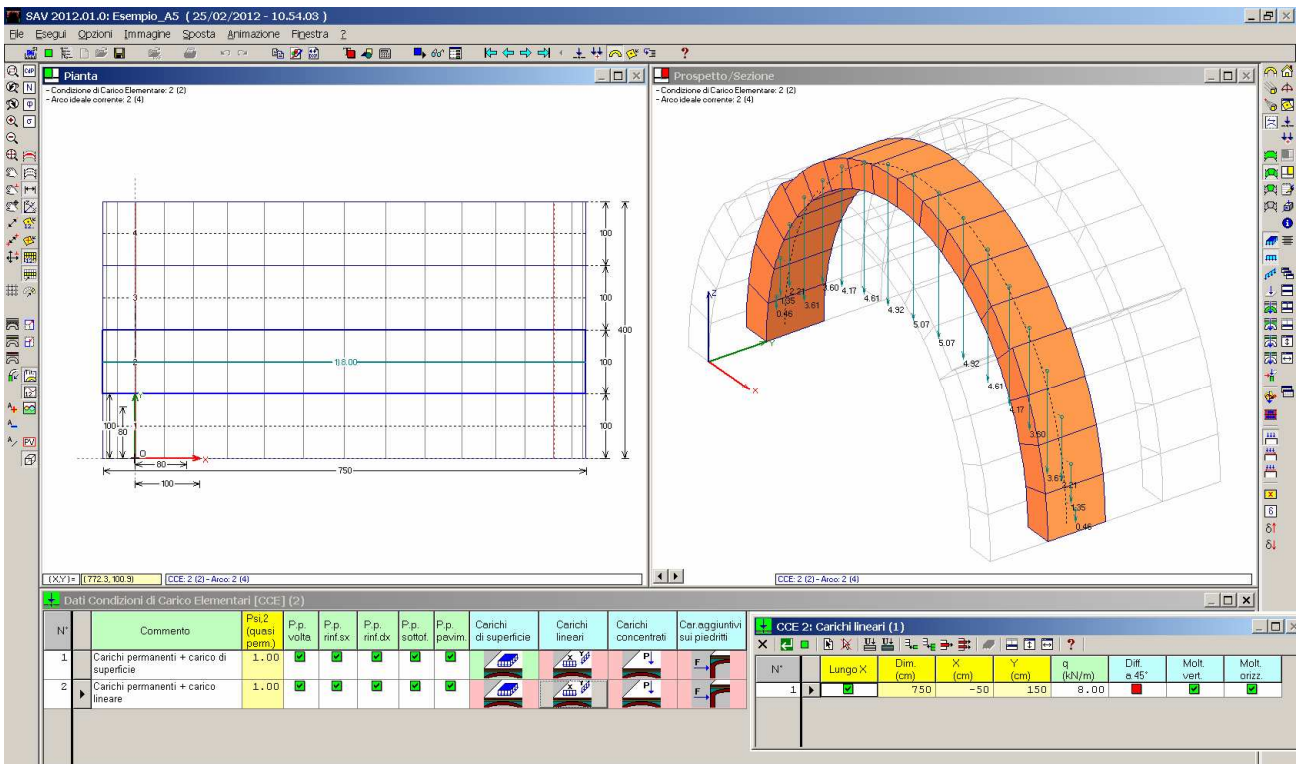 SAV 2012.01.0: Esempio_A5 ( 25/02/2012 - 10.54.03 )
File Esegui Opzioni Immagine Sposta Animazione Finestra ?
Pianta
- Condizione di Carico Elementare: 2 (2)
- Arco ideale corrente: 2 (4)
4
100
3
100
400
2
1) 8.00
100
Y
100
80
1
100
O
X
80
750
100
(X,Y)= (772.3, 100.9) CCE: 2 (2) - Arco: 2 (4)
Prospetto/Sezione
- Condizione di Carico Elementare: 2 (2)
- Arco ideale corrente: 2 (4)
0.46
1.35
2.21
3.61
3.60
4.17
4.61
4.92
5.07
5.07
4.92
4.61
4.17
3.60
3.61
2.21
1.35
0.46
Z
Y
X
CCE: 2 (2) - Arco: 2 (4)
Dati Condizioni di Carico Elementari [CCE] (2)
N° Commento Psi,2 (quasi perm.) P.p. volta P.p. rinf.sx P.p. rinf.dx P.p. sottof. P.p. pavim. Carichi di superficie Carichi lineari Carichi concentrati Car.aggiuntivi sui piedritti
1 Carichi permanenti + carico di superficie 1.00
2 Carichi permanenti + carico lineare 1.00
CCE 2: Carichi lineari (1)
N° Lungo X Dim. (cm) X (cm) Y (cm) q (kN/m) Diff. a 45° Molt. vert. Molt. orizz.
1 750 -50 150 8.00